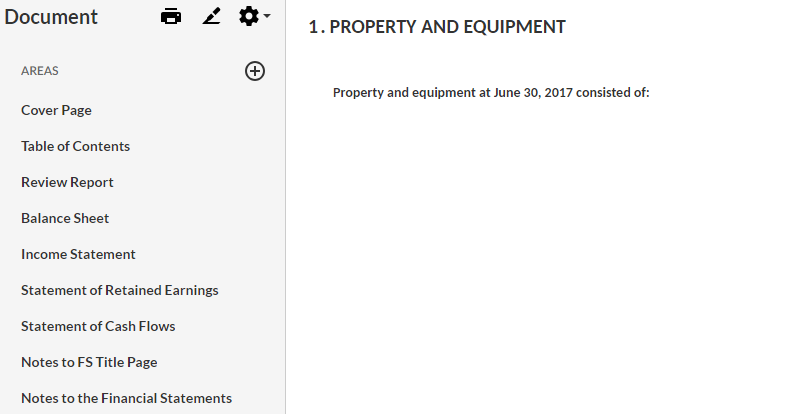 Document
AREAS
Cover Page
Table of Contents
Review Report
Balance Sheet
Income Statement
Statement of Retained Earnings
Statement of Cash Flows
Notes to FS Title Page
Notes to the Financial Statements
1. PROPERTY AND EQUIPMENT
Property and equipment at June 30, 2017 consisted of: